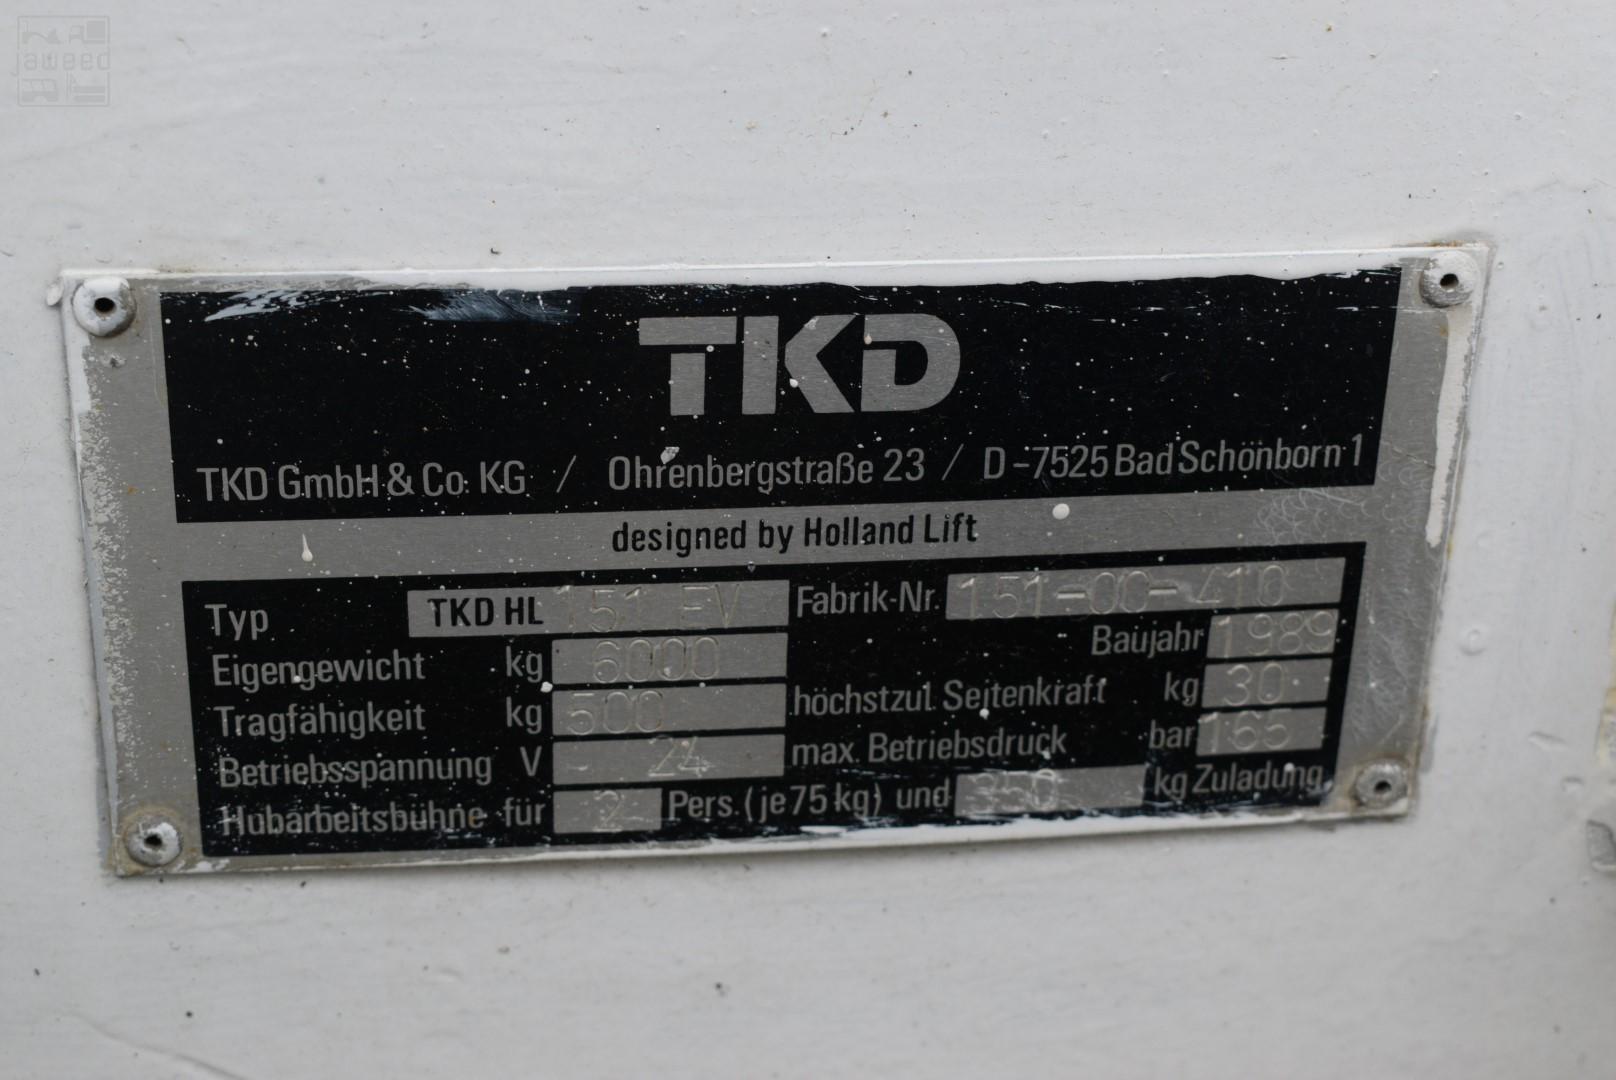 jaweed
TKD
TKD GmbH & Co. KG / Ohrenbergstraße 23 / D-7525 Bad Schönborn 1
designed by Holland Lift
Typ TKD HL 151 EV Fabrik-Nr. 151-00-410
Baujahr 1989
Eigengewicht kg 6000
Tragfähigkeit kg 500 höchstzul. Seitenkraft kg 30
Betriebsspannung V 24 max. Betriebsdruck bar 165
Hubarbeitsbühne für 2 Pers. (je 75 kg) und 350 kg Zuladung